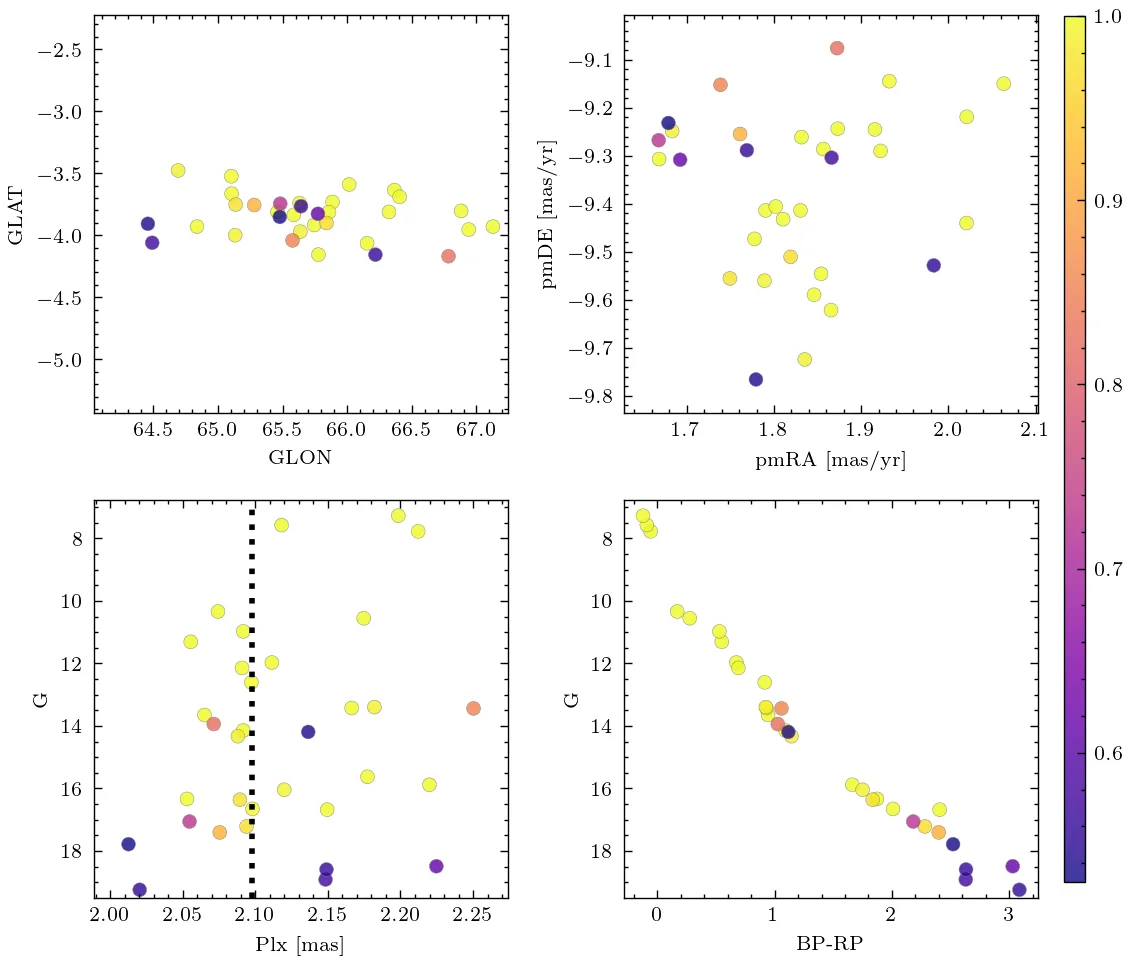 −2.5
−3.0
−3.5
−4.0
−4.5
−5.0
GLAT
64.5 65.0 65.5 66.0 66.5 67.0
GLON
−9.1
−9.2
−9.3
−9.4
−9.5
−9.6
−9.7
−9.8
pmDE [mas/yr]
1.7 1.8 1.9 2.0 2.1
pmRA [mas/yr]
1.0
0.9
0.8
0.7
0.6
8
10
12
14
16
18
G
2.00 2.05 2.10 2.15 2.20 2.25
Plx [mas]
8
10
12
14
16
18
G
0 1 2 3
BP-RP